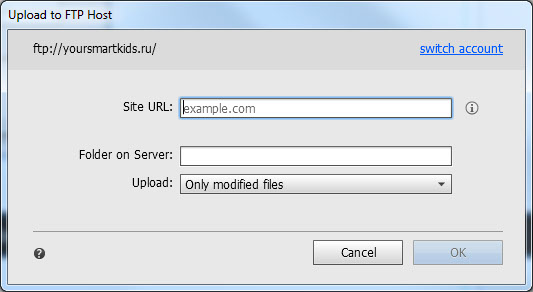 Upload to FTP Host
ftp://yoursmartkids.ru/ switch account
Site URL: example.com
Folder on Server:
Upload: Only modified files
Cancel OK